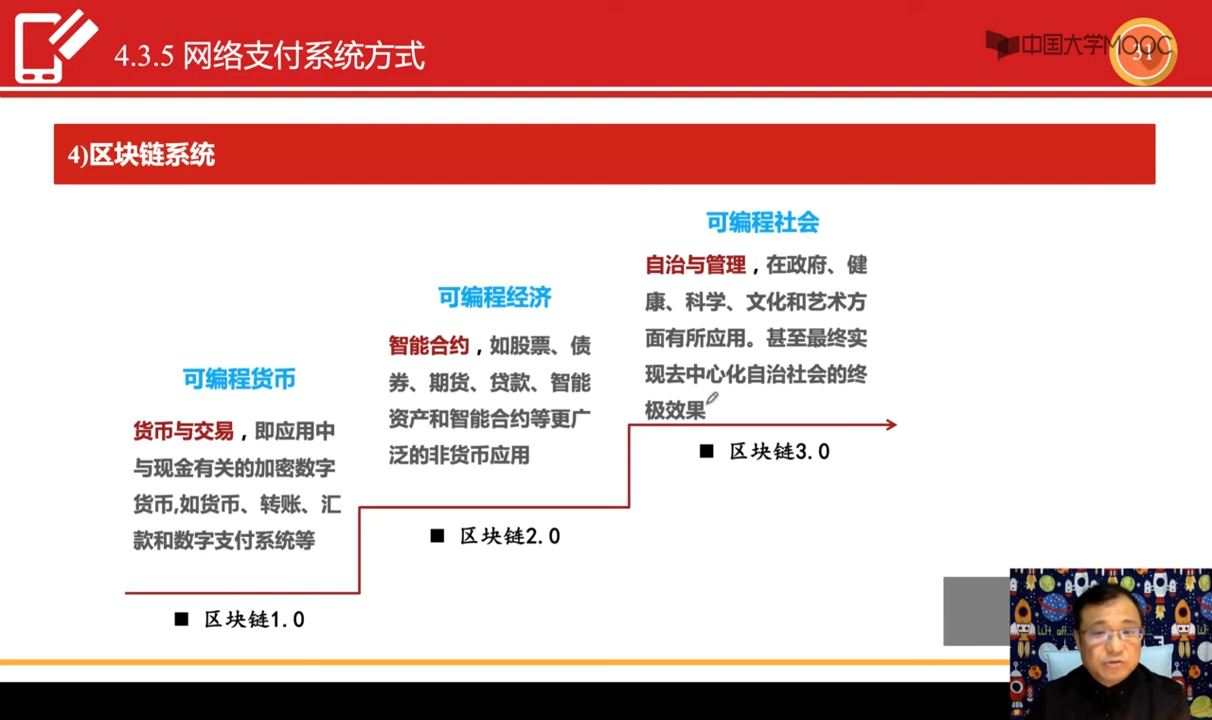 4.3.5 网络支付系统方式
中国大学MOOC
31
4)区块链系统
可编程货币
货币与交易，即应用中
与现金有关的加密数字
货币,如货币、转账、汇
款和数字支付系统等
■ 区块链1.0
可编程经济
智能合约，如股票、债
券、期货、贷款、智能
资产和智能合约等更广
泛的非货币应用
■ 区块链2.0
可编程社会
自治与管理，在政府、健
康、科学、文化和艺术方
面有所应用。甚至最终实
现去中心化自治社会的终
极效果
■ 区块链3.0